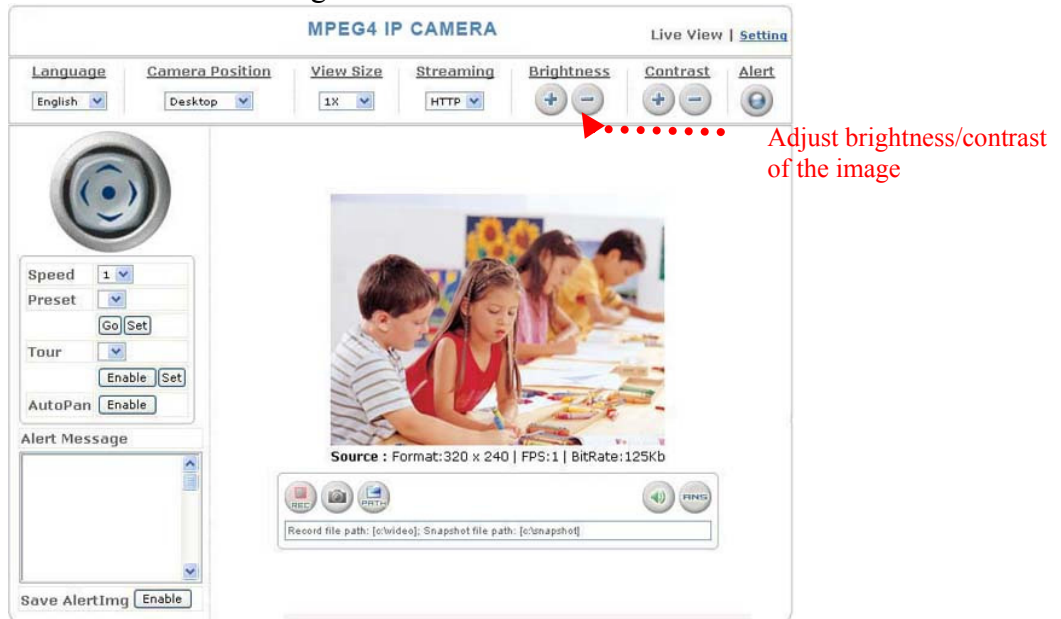 MPEG4 IP CAMERA
Live View | Setting
Language Camera Position View Size Streaming Brightness Contrast Alert
English Desktop 1X HTTP + - + -
Adjust brightness/contrast
of the image
Speed 1
Preset
Go Set
Tour
Enable Set
AutoPan Enable
Alert Message
Source : Format:320 x 240 | FPS:1 | BitRate:125Kb
REC PATH ANS
Record file path: [c:\video]; Snapshot file path: [c:\snapshot]
Save AlertImg Enable